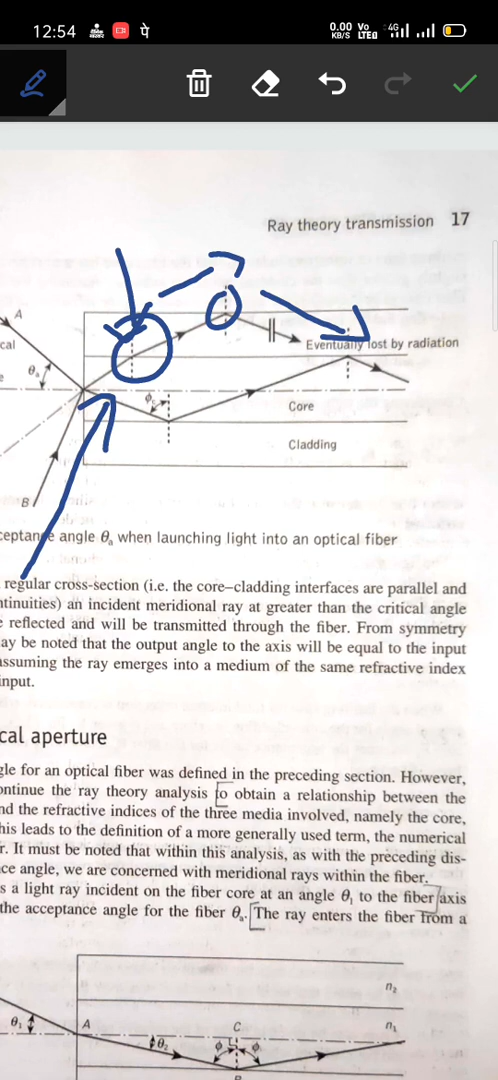 12:54 पे 0.00 KB/S Vo LTE 4G
Ray theory transmission 17
A
cal
Eventually lost by radiation
θₐ
ϕ
Core
Cladding
B
angle θₐ when launching light into an optical fiber
regular cross-section (i.e. the core–cladding interfaces are parallel and
tinuities) an incident meridional ray at greater than the critical angle
reflected and will be transmitted through the fiber. From symmetry
ay be noted that the output angle to the axis will be equal to the input
assuming the ray emerges into a medium of the same refractive index
input.
cal aperture
gle for an optical fiber was defined in the preceding section. However,
ontinue the ray theory analysis to obtain a relationship between the
nd the refractive indices of the three media involved, namely the core,
his leads to the definition of a more generally used term, the numerical
r. It must be noted that within this analysis, as with the preceding dis-
ce angle, we are concerned with meridional rays within the fiber.
s a light ray incident on the fiber core at an angle θ₁ to the fiber axis
the acceptance angle for the fiber θₐ. The ray enters the fiber from a
n₂
θ₁ A C n₁
θ₂ ϕ ϕ